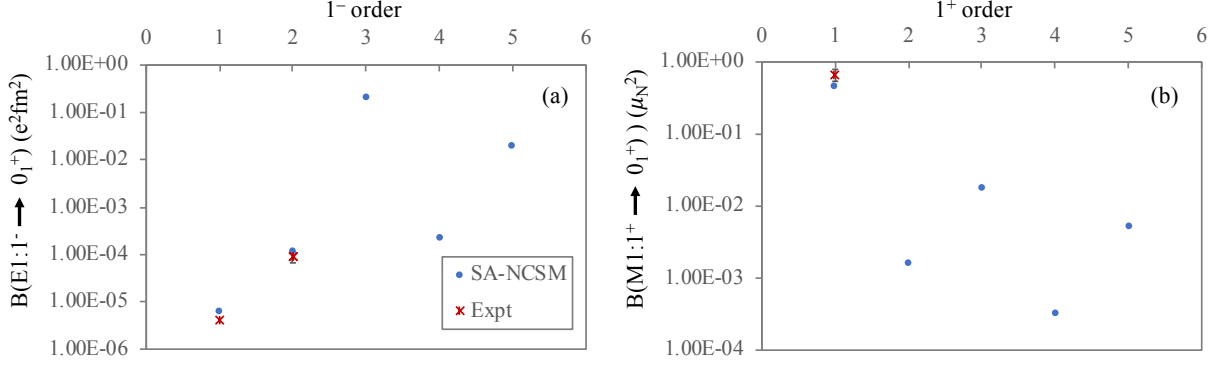 1⁻ order
0 1 2 3 4 5 6
1.00E+00
1.00E-01
1.00E-02
1.00E-03
1.00E-04
1.00E-05
1.00E-06
B(E1:1⁻ → 0₁⁺) (e²fm²)
(a)
SA-NCSM
Expt
1⁺ order
0 1 2 3 4 5 6
1.00E+00
1.00E-01
1.00E-02
1.00E-03
1.00E-04
B(M1:1⁺ → 0₁⁺) ) (μ_N²)
(b)